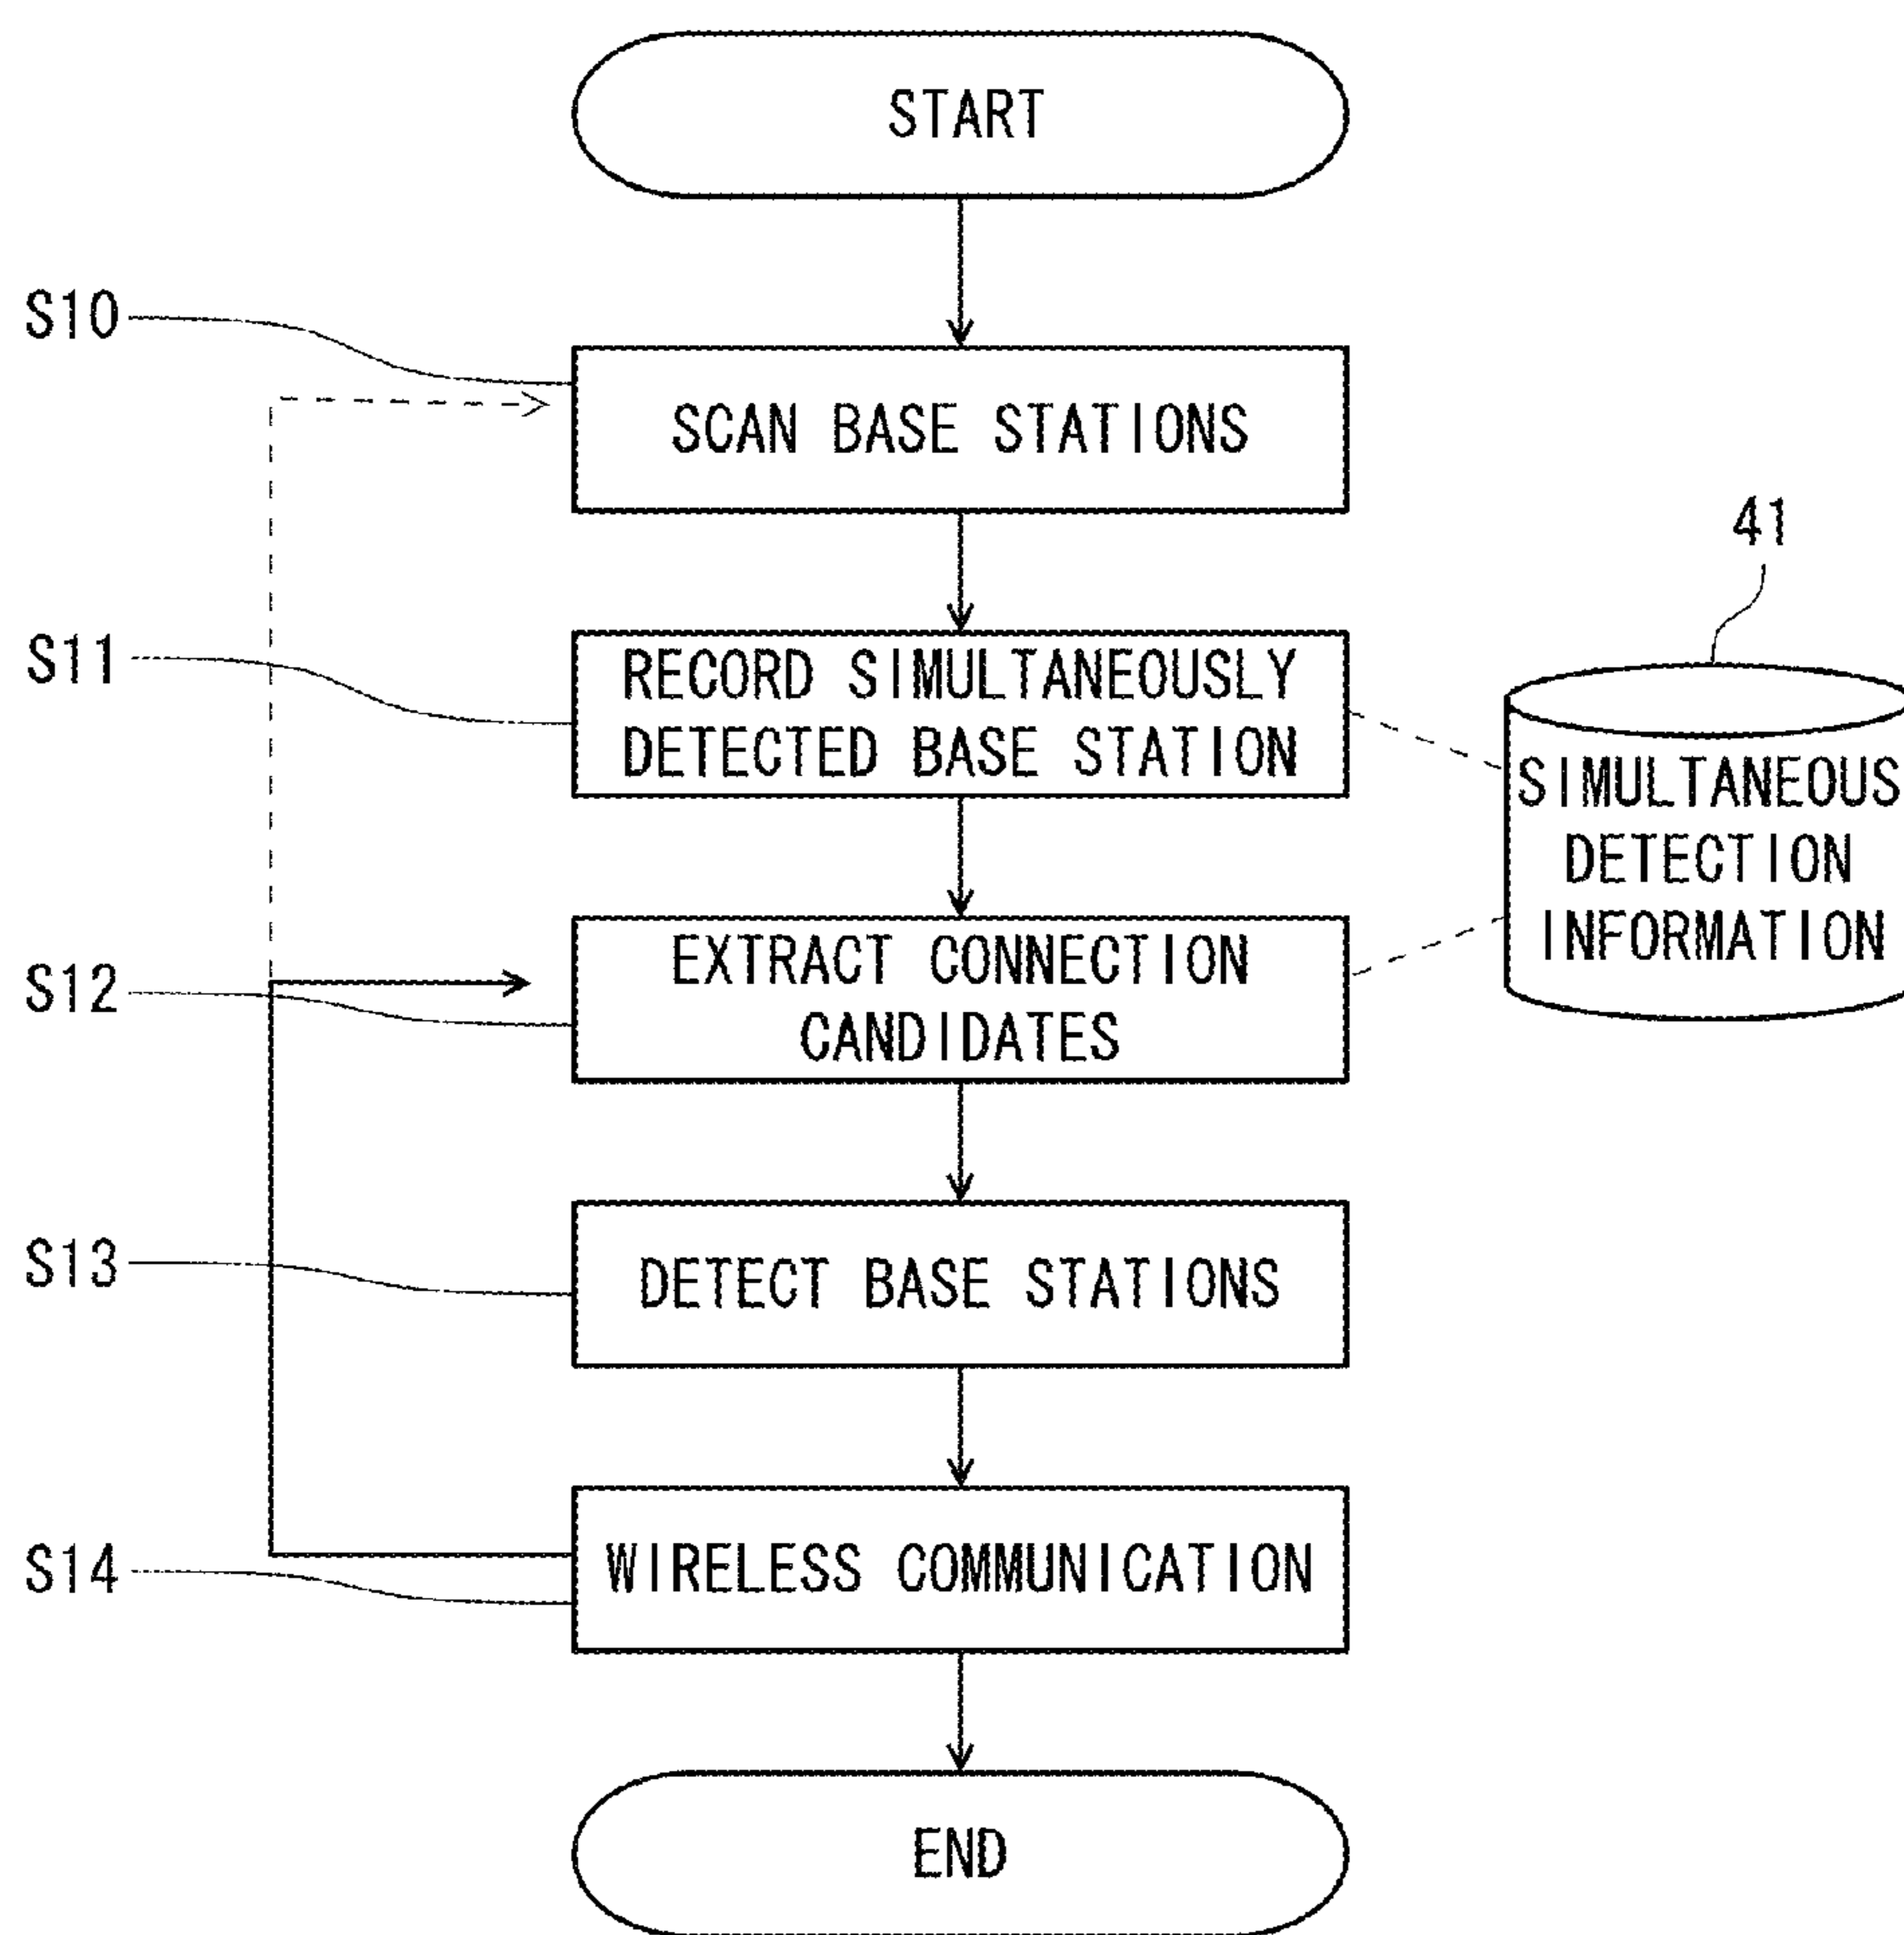 START
S10
SCAN BASE STATIONS
41
S11
RECORD SIMULTANEOUSLY
DETECTED BASE STATION
SIMULTANEOUS
DETECTION
INFORMATION
S12
EXTRACT CONNECTION
CANDIDATES
S13
DETECT BASE STATIONS
S14
WIRELESS COMMUNICATION
END